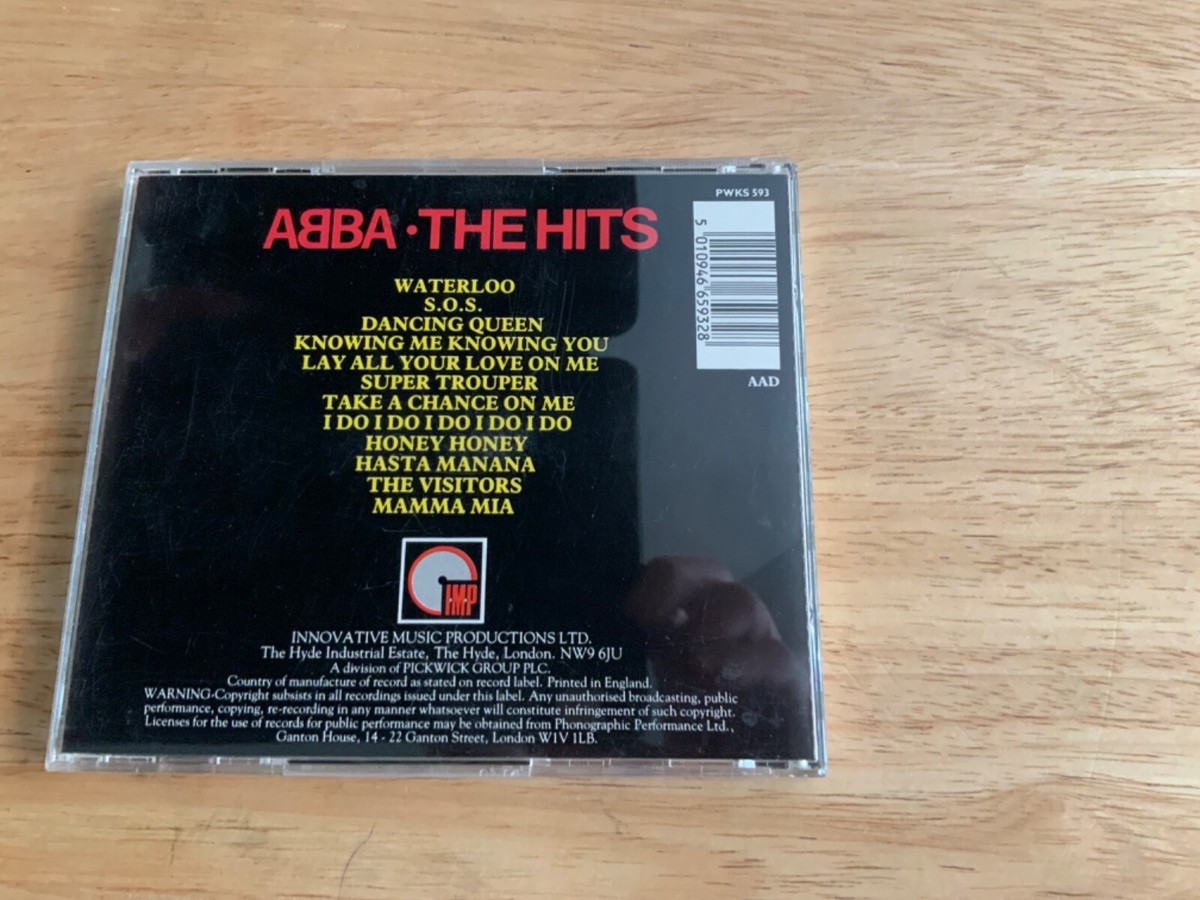 PWKS 593
ABBA · THE HITS
5 010946 659328
AAD
WATERLOO
S.O.S.
DANCING QUEEN
KNOWING ME KNOWING YOU
LAY ALL YOUR LOVE ON ME
SUPER TROUPER
TAKE A CHANCE ON ME
I DO I DO I DO I DO I DO
HONEY HONEY
HASTA MANANA
THE VISITORS
MAMMA MIA
IMP
INNOVATIVE MUSIC PRODUCTIONS LTD.
The Hyde Industrial Estate, The Hyde, London. NW9 6JU
A division of PICKWICK GROUP PLC.
Country of manufacture of record as stated on record label. Printed in England.
WARNING-Copyright subsists in all recordings issued under this label. Any unauthorised broadcasting, public
performance, copying, re-recording in any manner whatsoever will constitute infringement of such copyright.
Licenses for the use of records for public performance may be obtained from Phonographic Performance Ltd.,
Ganton House, 14 - 22 Ganton Street, London W1V 1LB.